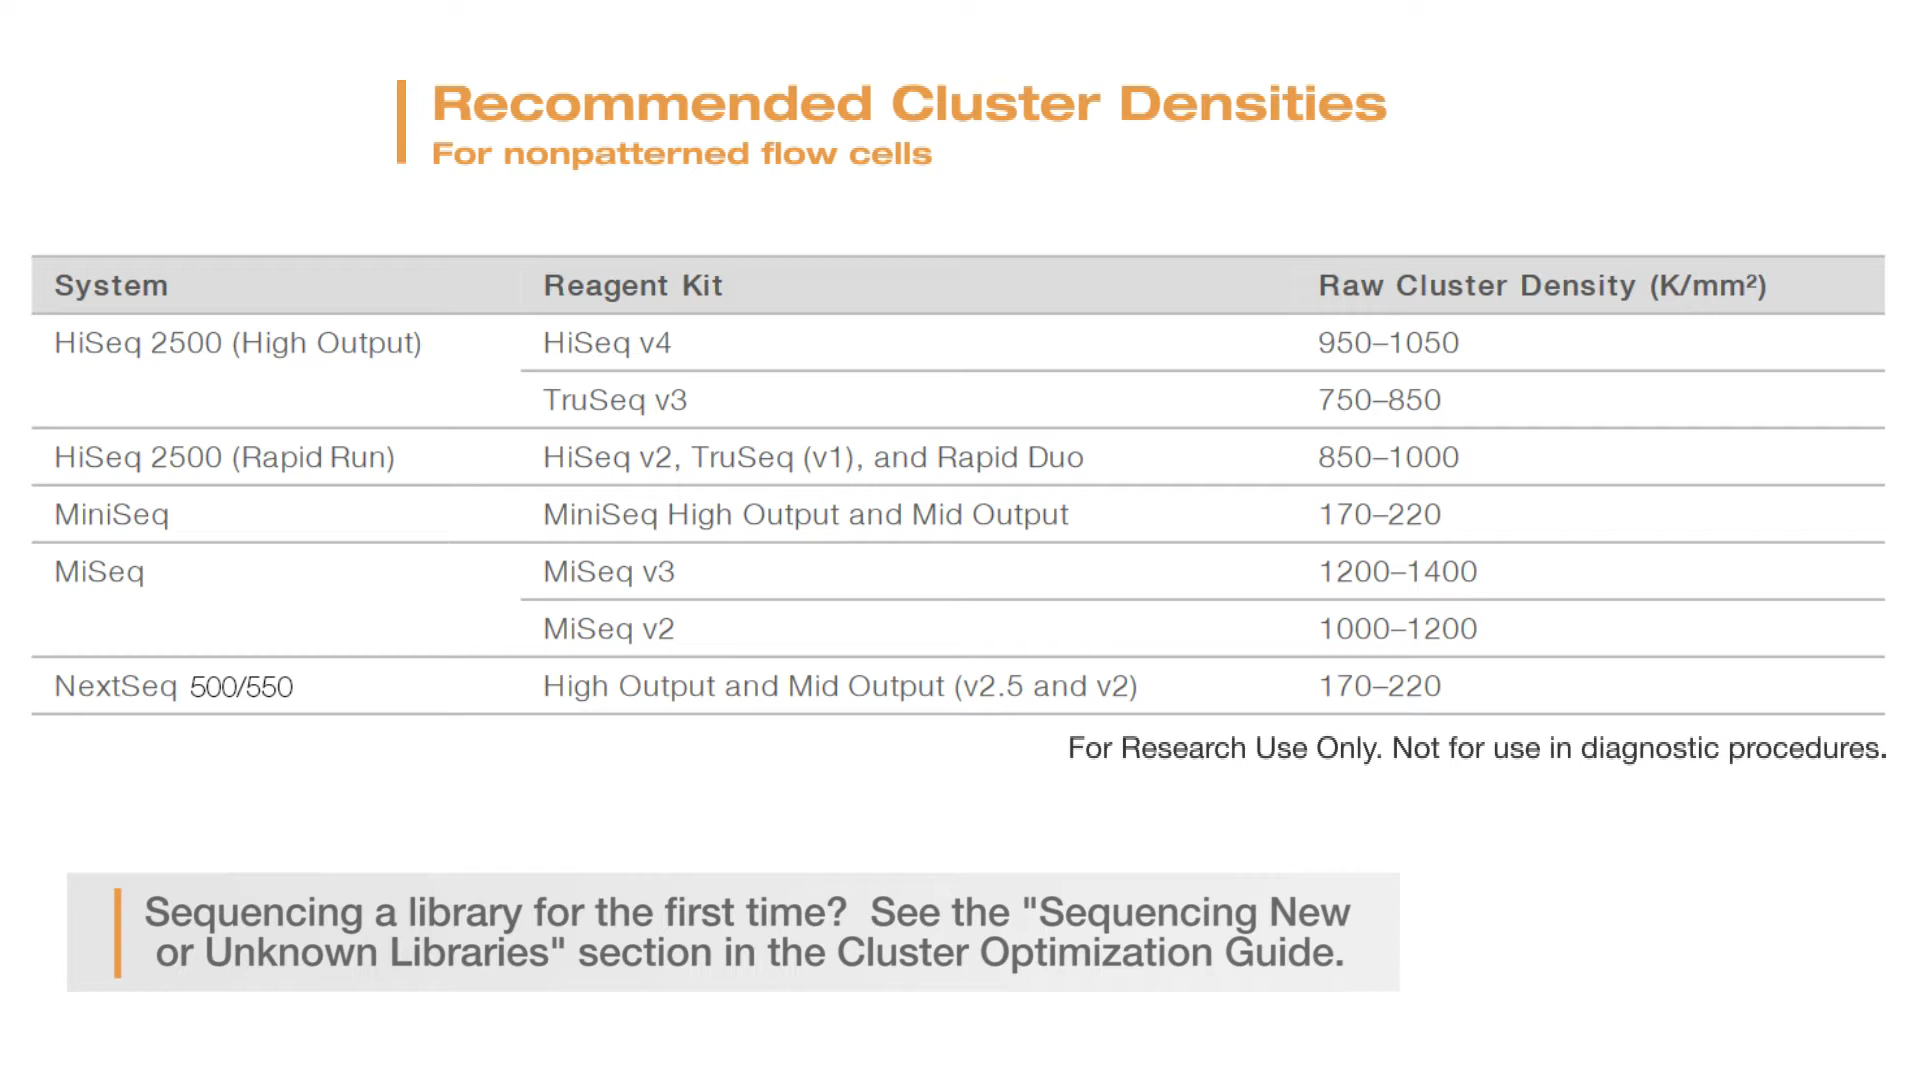 Recommended Cluster Densities
For nonpatterned flow cells
System Reagent Kit Raw Cluster Density (K/mm²)
HiSeq 2500 (High Output) HiSeq v4 950–1050
TruSeq v3 750–850
HiSeq 2500 (Rapid Run) HiSeq v2, TruSeq (v1), and Rapid Duo 850–1000
MiniSeq MiniSeq High Output and Mid Output 170–220
MiSeq MiSeq v3 1200–1400
MiSeq v2 1000–1200
NextSeq 500/550 High Output and Mid Output (v2.5 and v2) 170–220
For Research Use Only. Not for use in diagnostic procedures.
Sequencing a library for the first time? See the "Sequencing New
or Unknown Libraries" section in the Cluster Optimization Guide.